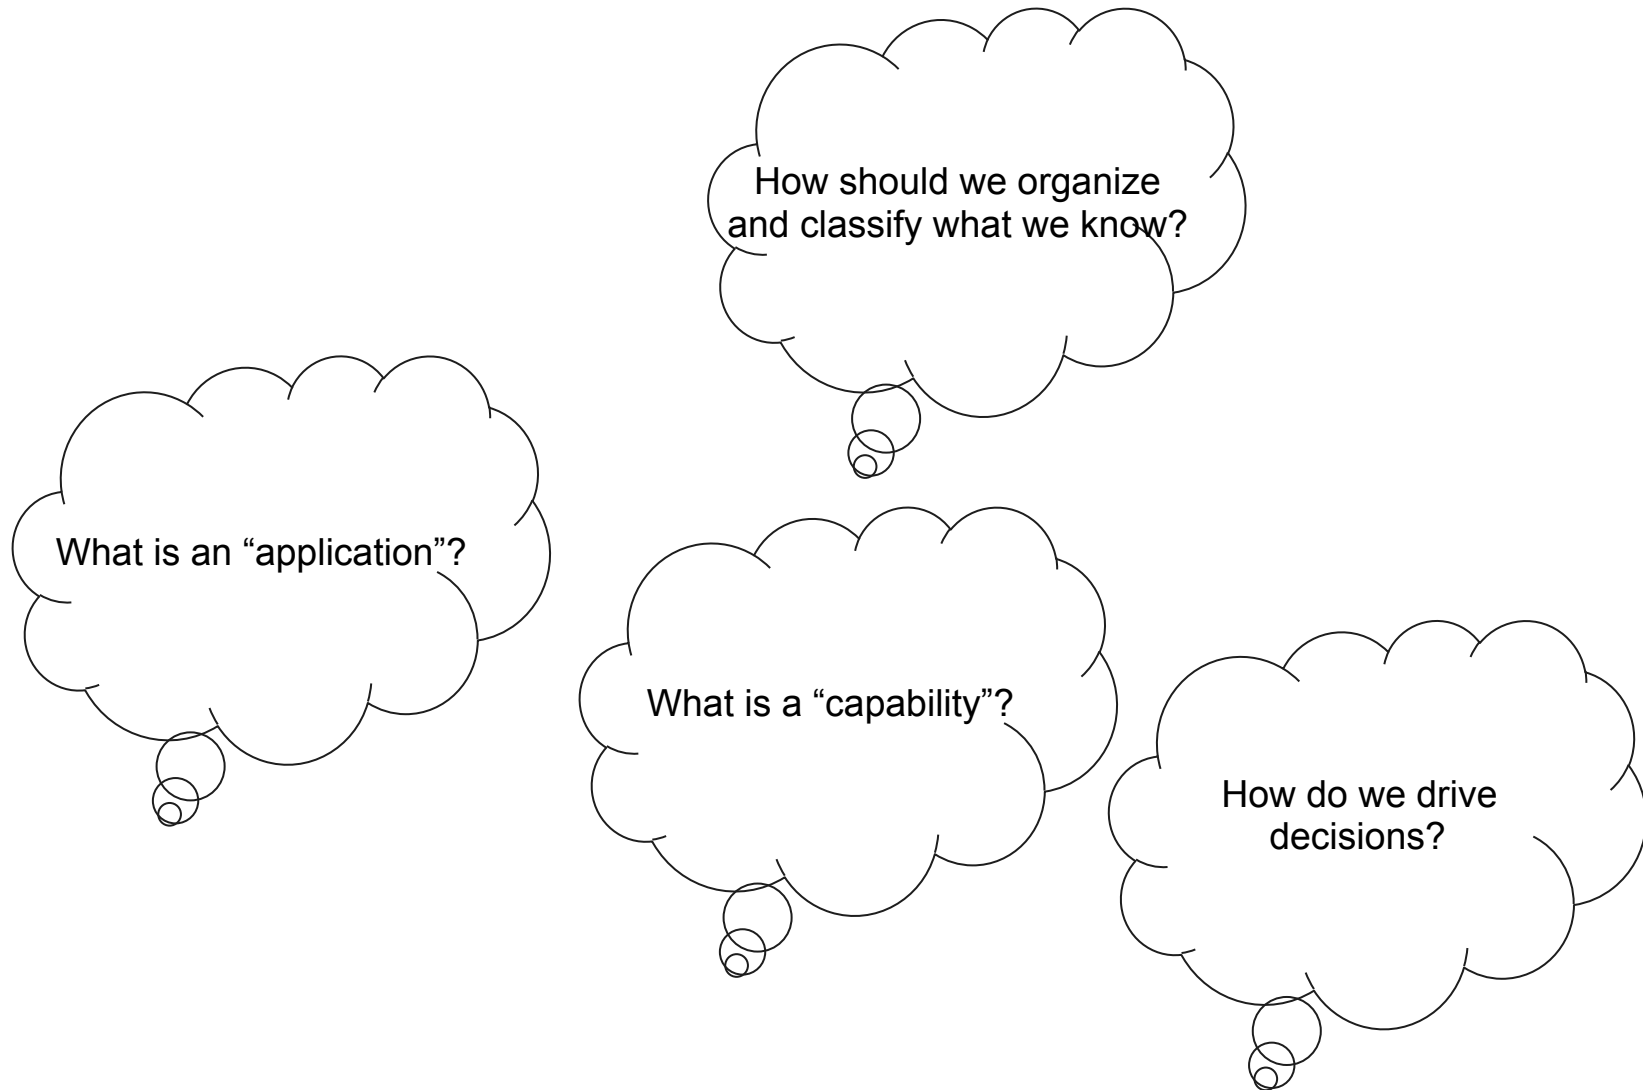 How should we organize
and classify what we know?
What is an “application”?
What is a “capability”?
How do we drive
decisions?